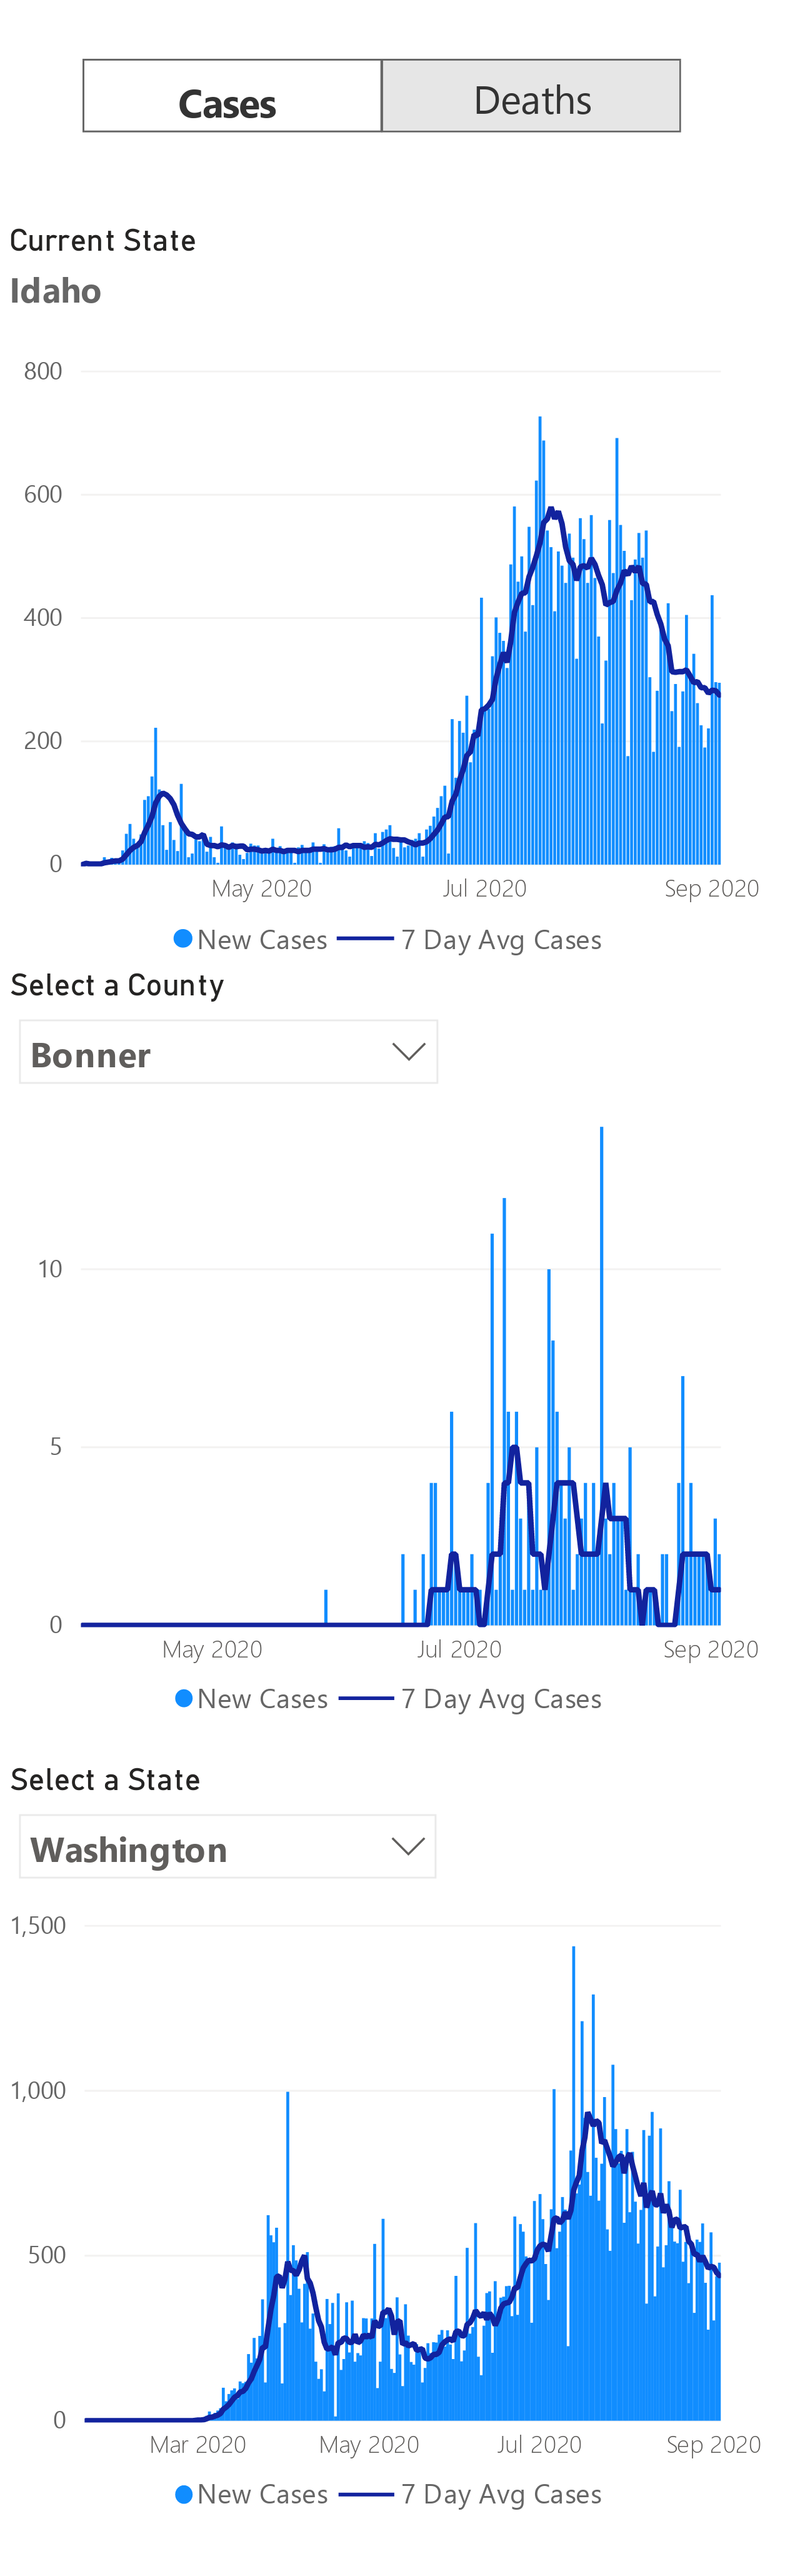 Cases Deaths
Current State
Idaho
800
600
400
200
0
May 2020 Jul 2020 Sep 2020
New Cases 7 Day Avg Cases
Select a County
Bonner
10
5
0
May 2020 Jul 2020 Sep 2020
New Cases 7 Day Avg Cases
Select a State
Washington
1,500
1,000
500
0
Mar 2020 May 2020 Jul 2020 Sep 2020
New Cases 7 Day Avg Cases